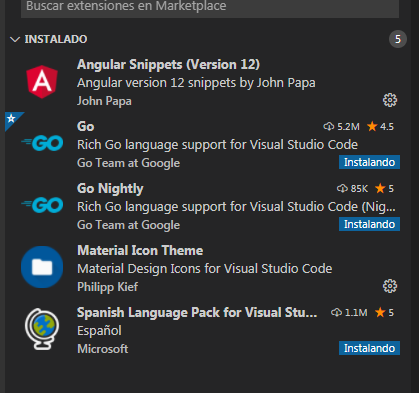 Buscar extensiones en Marketplace
INSTALADO 5
Angular Snippets (Version 12)
Angular version 12 snippets by John Papa
John Papa
Go 5.2M 4.5
Rich Go language support for Visual Studio Code
Go Team at Google Instalando
Go Nightly 85K 5
Rich Go language support for Visual Studio Code (Nig...
Go Team at Google Instalando
Material Icon Theme
Material Design Icons for Visual Studio Code
Philipp Kief
Spanish Language Pack for Visual Stu... 1.1M 5
Español
Microsoft Instalando